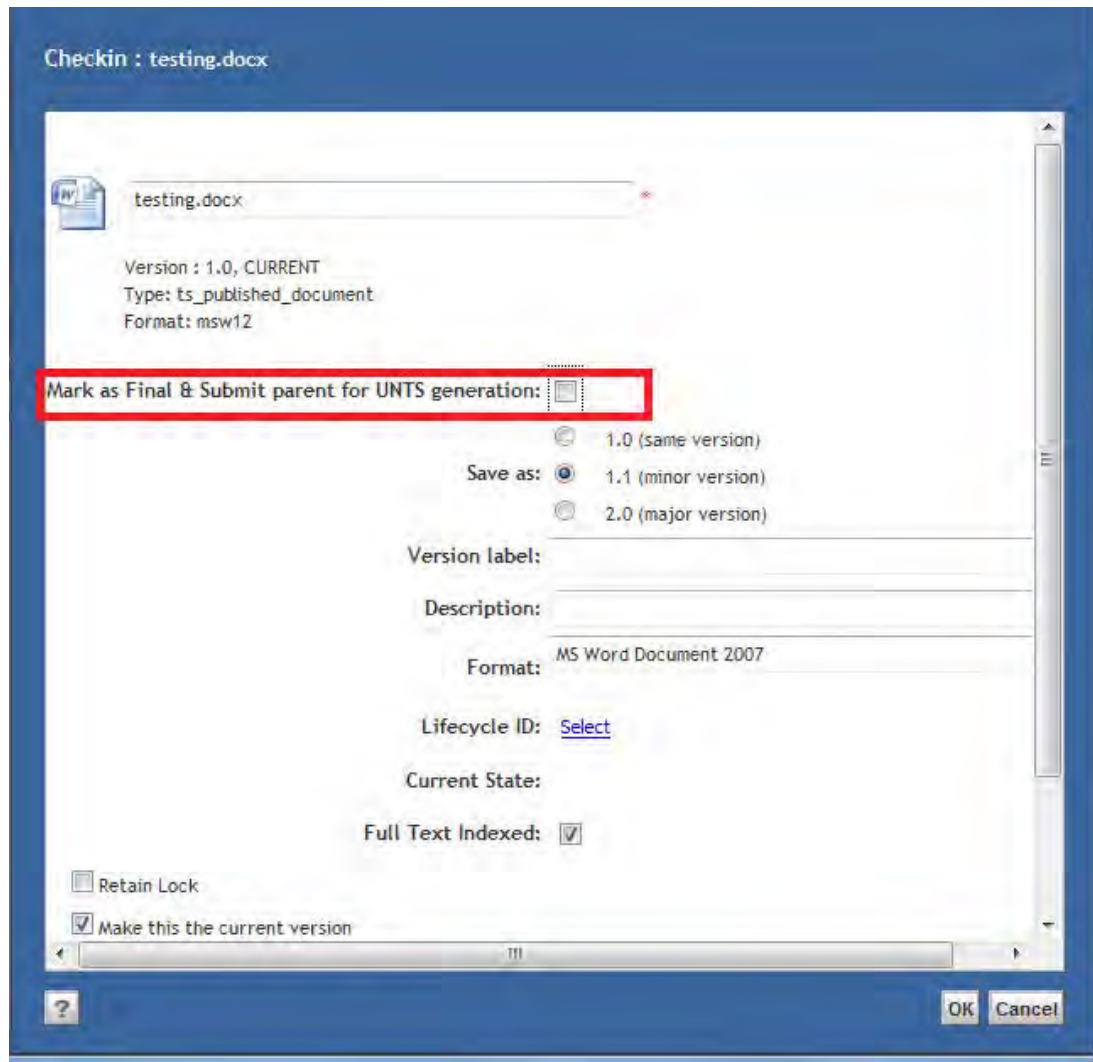 Checkin : testing.docx
testing.docx *
Version : 1.0, CURRENT
Type: ts_published_document
Format: msw12
Mark as Final & Submit parent for UNTS generation:
1.0 (same version)
Save as: 1.1 (minor version)
2.0 (major version)
Version label:
Description:
Format: MS Word Document 2007
Lifecycle ID: Select
Current State:
Full Text Indexed:
Retain Lock
Make this the current version
? OK Cancel